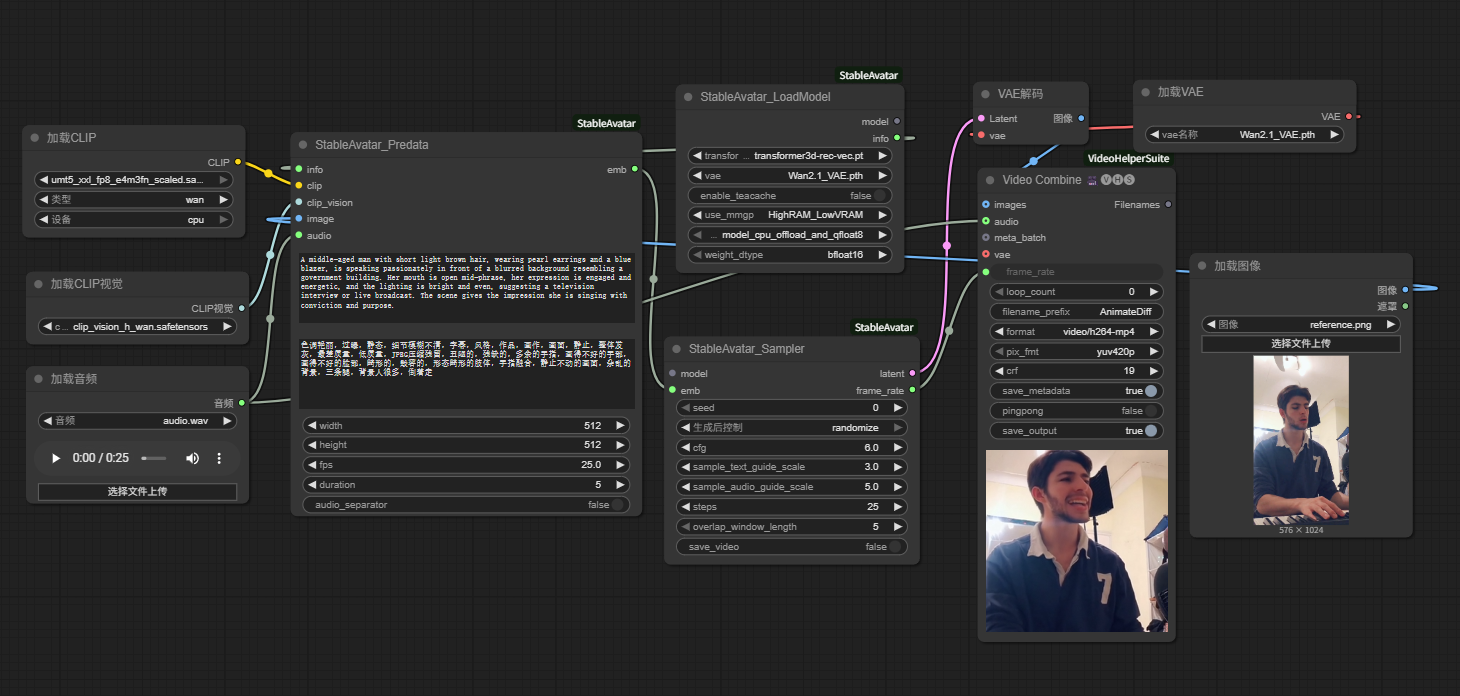 加载CLIP
CLIP
umt5_xxl_fp8_e4m3fn_scaled.sa...
类型 wan
设备 cpu
加载CLIP视觉
CLIP视觉
c ... clip_vision_h_wan.safetensors
加载音频
音频
音频 audio.wav
0:00 / 0:25
选择文件上传
StableAvatar
StableAvatar_Predata
info emb
clip
clip_vision
image
audio
A middle-aged man with short light brown hair, wearing pearl earrings and a blue
blazer, is speaking passionately in front of a blurred background resembling a
government building. Her mouth is open mid-phrase, her expression is engaged and
energetic, and the lighting is bright and even, suggesting a television
interview or live broadcast. The scene gives the impression she is singing with
conviction and purpose.
色调艳丽，过曝，静态，细节模糊不清，字幕，风格，作品，画作，画面，静止，整体发
灰，最差质量，低质量，JPEG压缩残留，丑陋的，残缺的，多余的手指，画得不好的手部，
画得不好的脸部，畸形的，毁容的，形态畸形的肢体，手指融合，静止不动的画面，杂乱的
背景，三条腿，背景人很多，倒着走
width 512
height 512
fps 25.0
duration 5
audio_separator false
StableAvatar
StableAvatar_LoadModel
model
info
transfor ... transformer3d-rec-vec.pt
vae Wan2.1_VAE.pth
enable_teacache false
use_mmgp HighRAM_LowVRAM
... model_cpu_offload_and_qfloat8
weight_dtype bfloat16
StableAvatar
StableAvatar_Sampler
model latent
emb frame_rate
seed 0
生成后控制 randomize
cfg 6.0
sample_text_guide_scale 3.0
sample_audio_guide_scale 5.0
steps 25
overlap_window_length 5
save_video false
VAE解码
Latent 图像
vae
加载VAE
VAE
vae名称 Wan2.1_VAE.pth
VideoHelperSuite
Video Combine VHS
images Filenames
audio
meta_batch
vae
frame_rate
loop_count 0
filename_prefix AnimateDiff
format video/h264-mp4
pix_fmt yuv420p
crf 19
save_metadata true
pingpong false
save_output true
7
加载图像
图像
遮罩
图像 reference.png
选择文件上传
7
576 × 1024